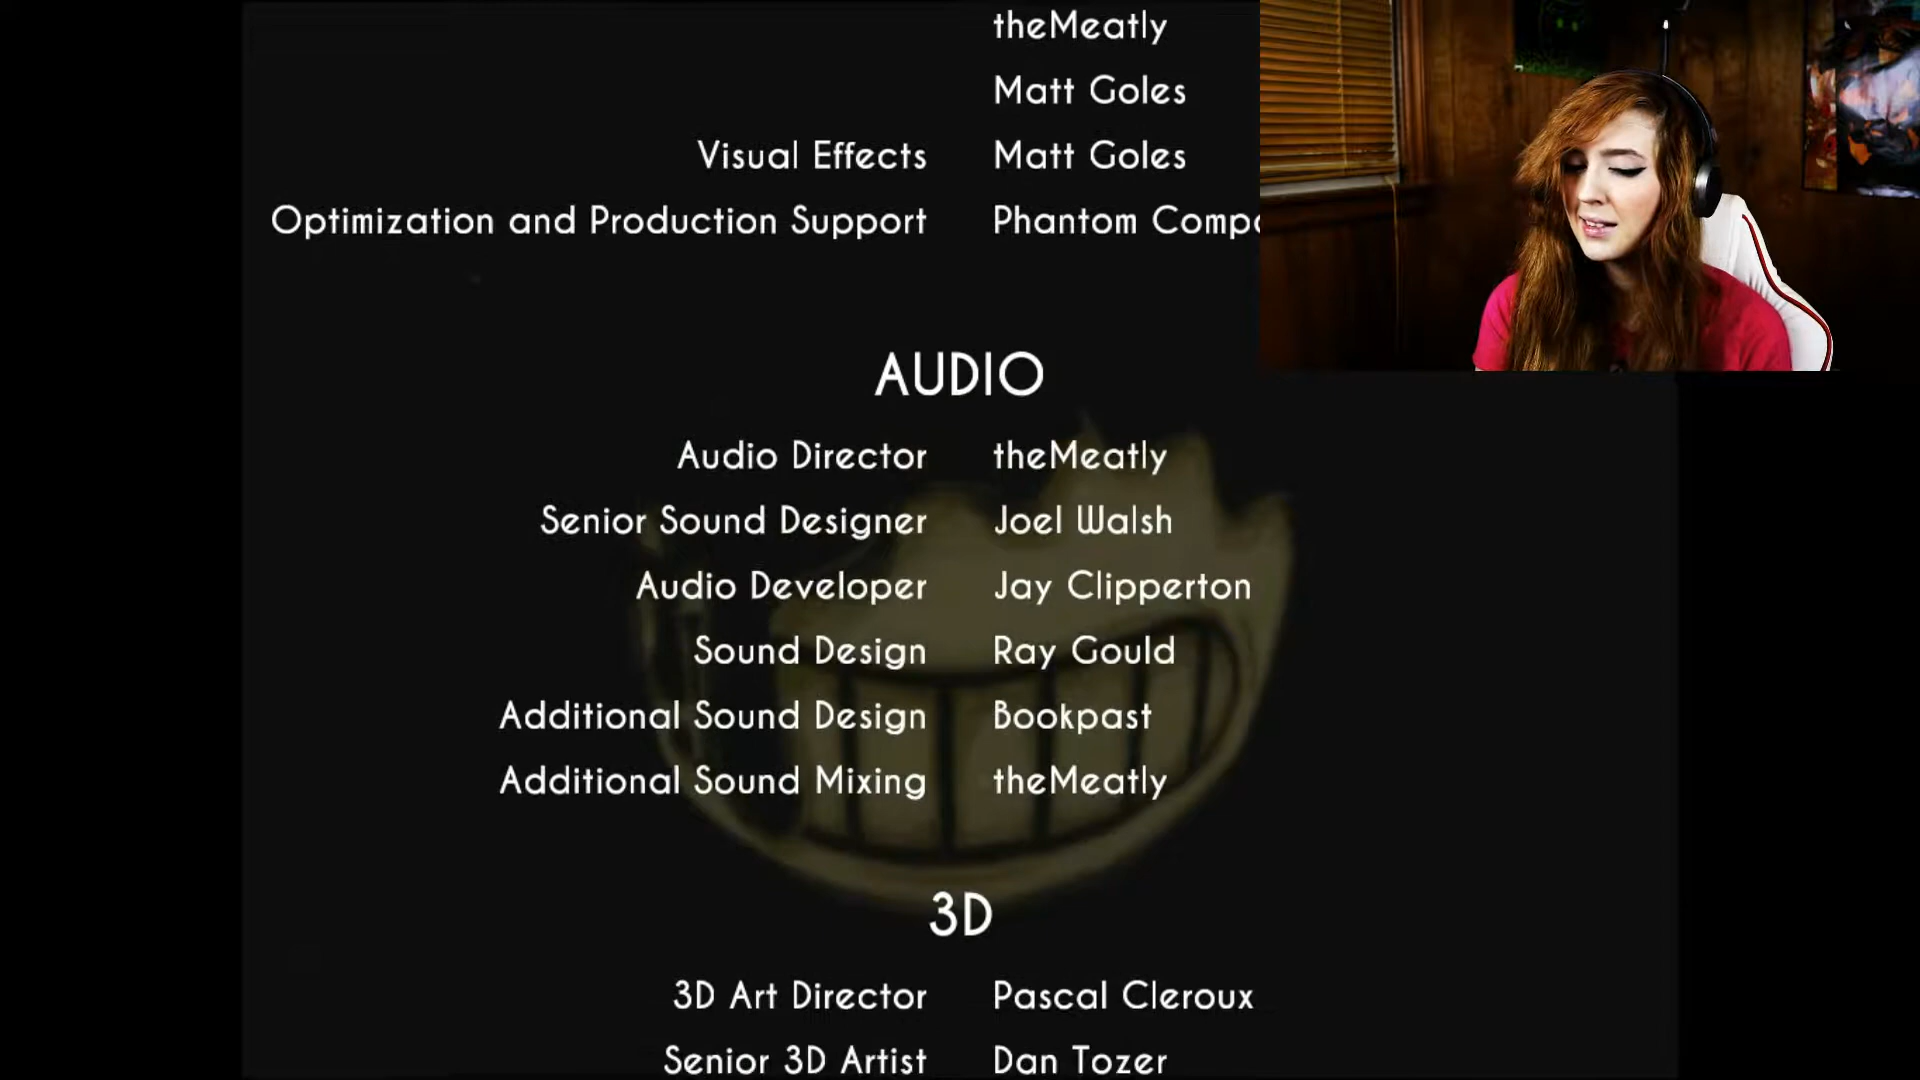 theMeatly
Matt Goles
Visual Effects Matt Goles
Optimization and Production Support Phantom
AUDIO
Audio Director theMeatly
Senior Sound Designer Joel Walsh
Audio Developer Jay Clipperton
Sound Design Ray Gould
Additional Sound Design Bookpast
Additional Sound Mixing theMeatly
3D
3D Art Director Pascal Cleroux
Senior 3D Artist Dan Tozer